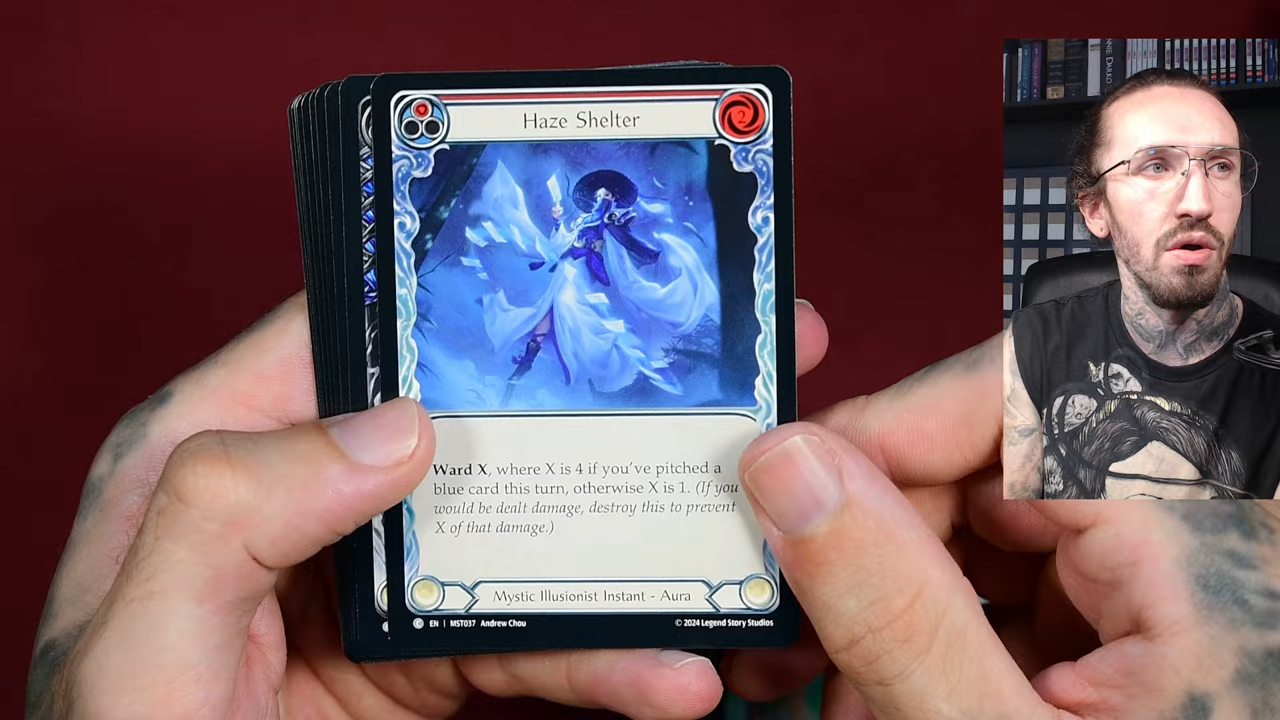 Haze Shelter
2
Ward X, where X is 4 if you've pitched a
blue card this turn, otherwise X is 1. (If you
would be dealt damage, destroy this to prevent
X of that damage.)
Mystic Illusionist Instant - Aura
C EN | MST037 Andrew Chou
© 2024 Legend Story Studios